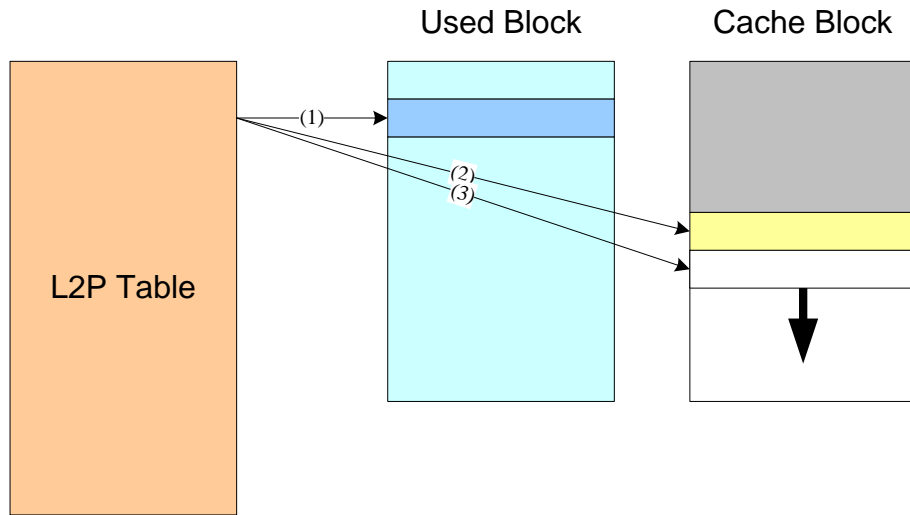 Used Block
Cache Block
(1)
(2)
(3)
L2P Table